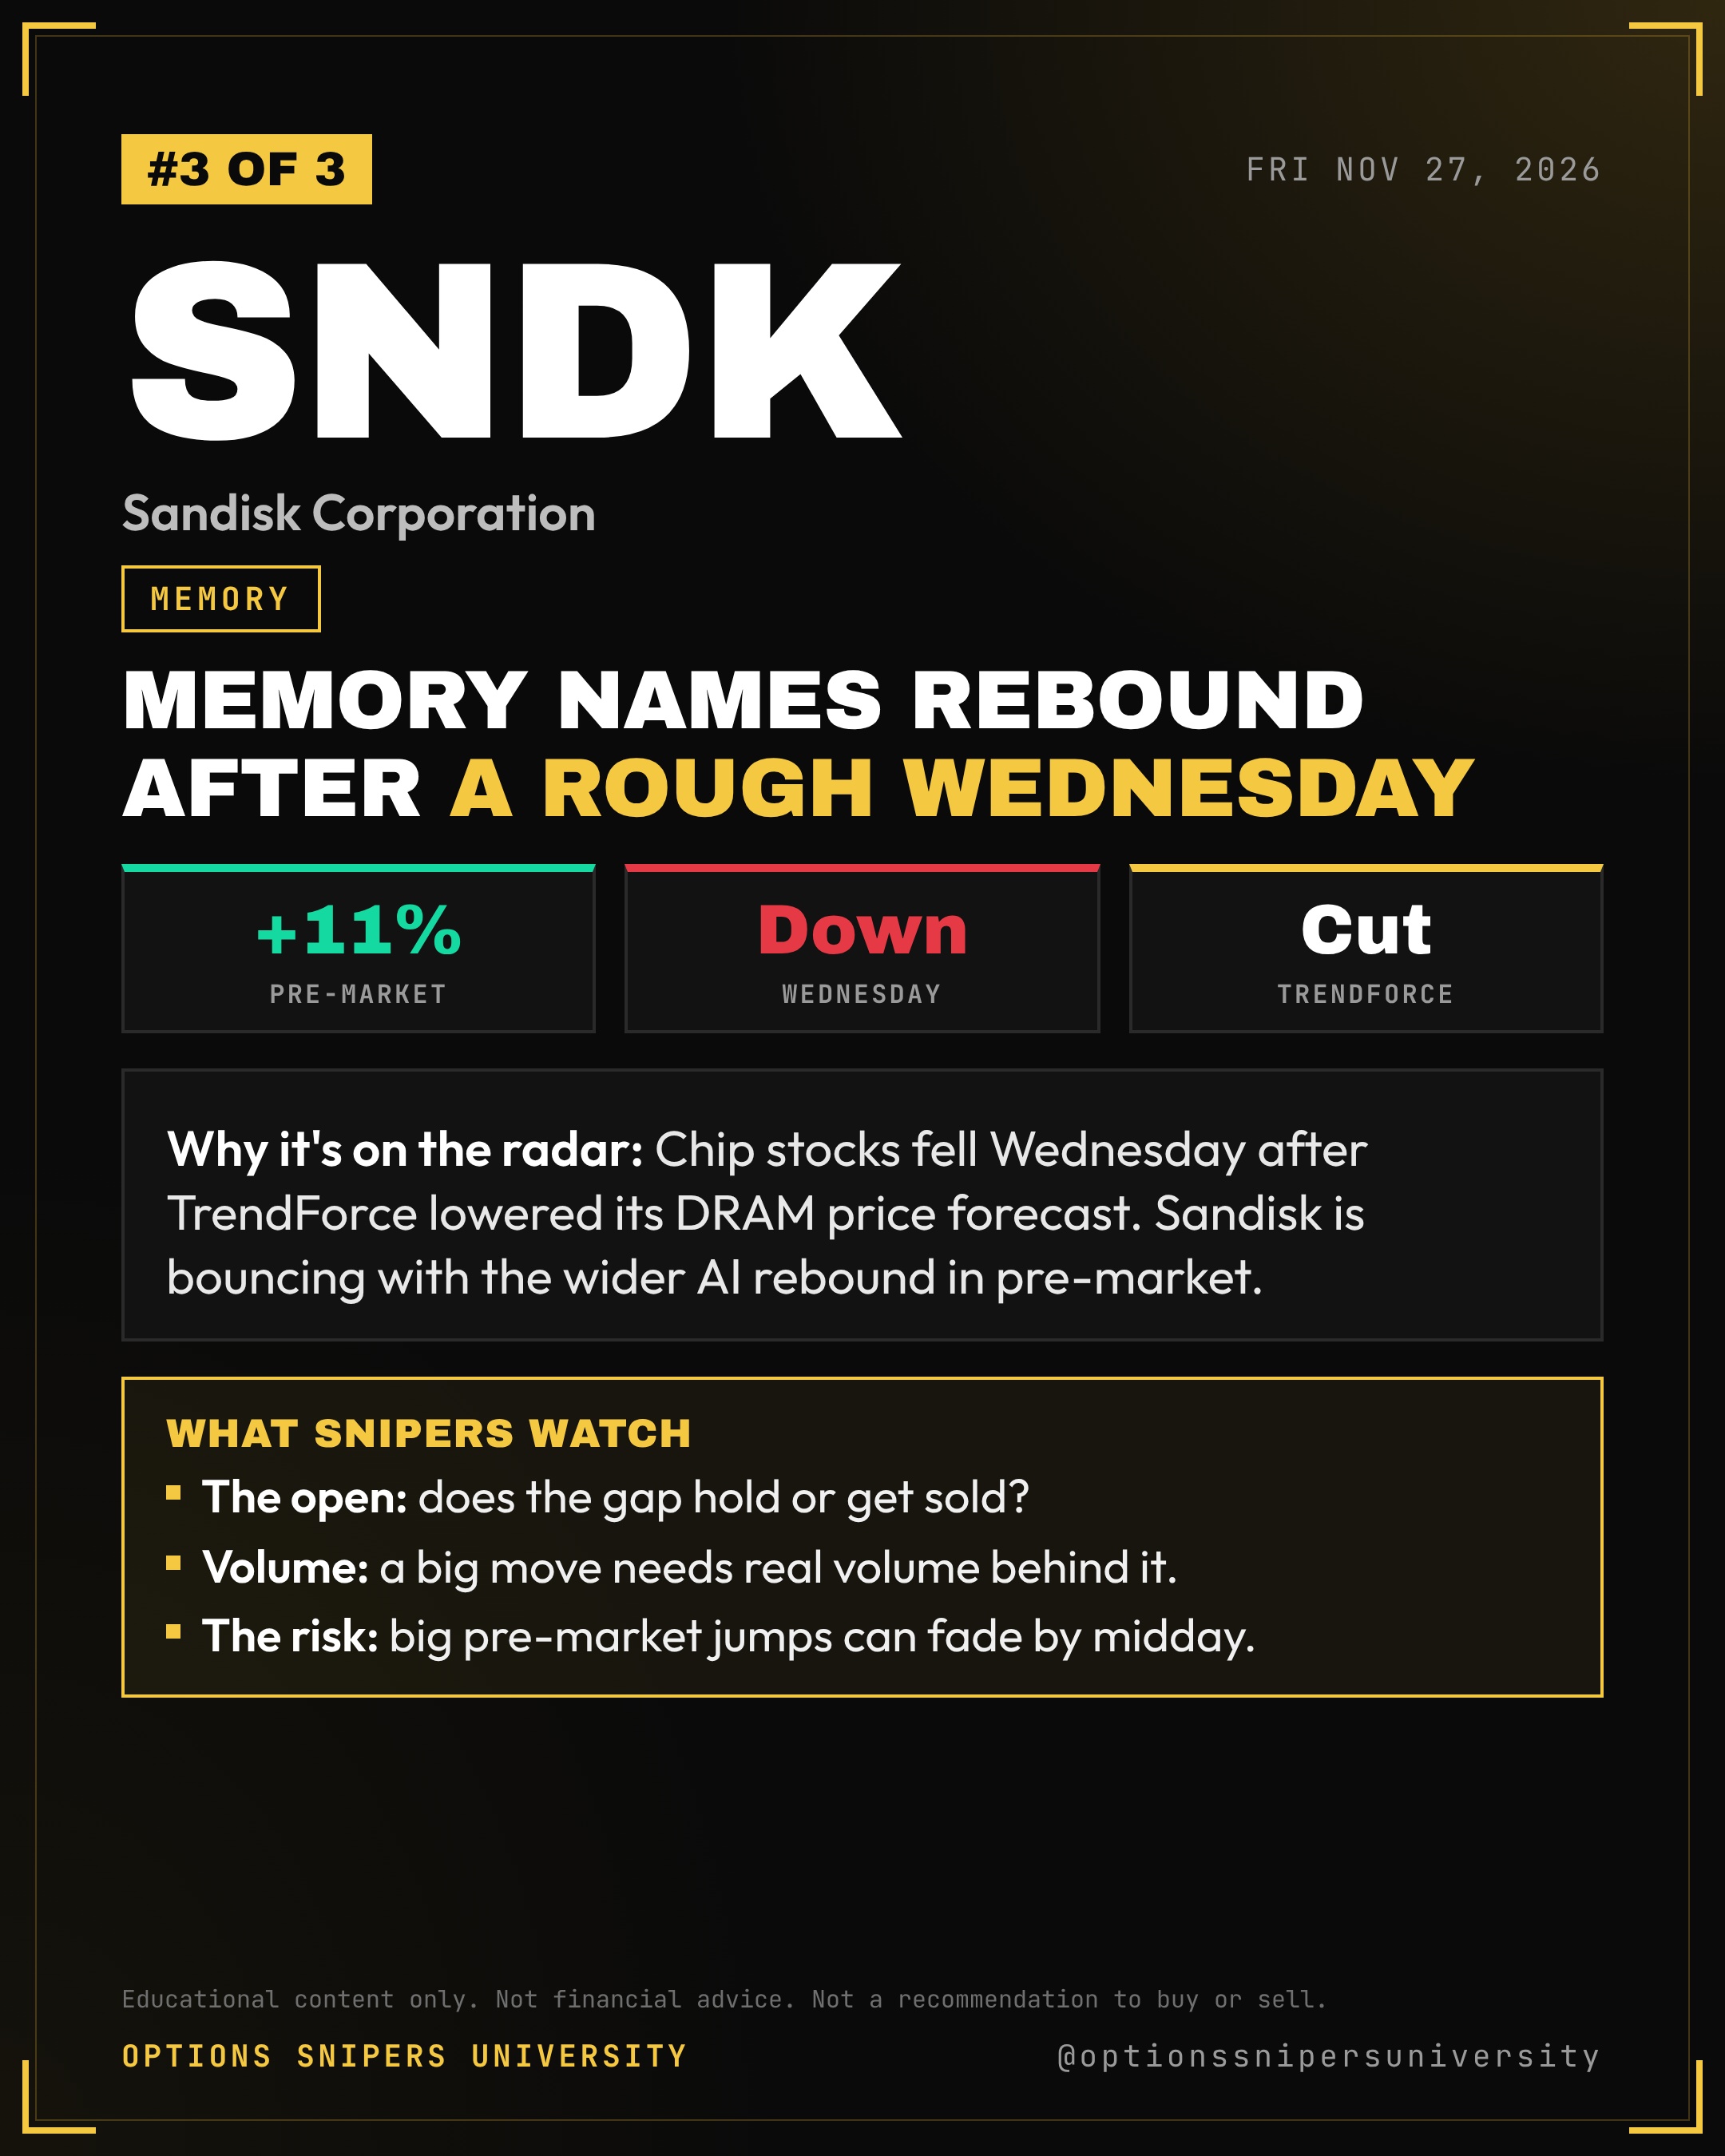 #3 OF 3
FRI NOV 27, 2026
SNDK
Sandisk Corporation
MEMORY
MEMORY NAMES REBOUND
AFTER A ROUGH WEDNESDAY
+11%
PRE-MARKET
Down
WEDNESDAY
Cut
TRENDFORCE
Why it's on the radar: Chip stocks fell Wednesday after
TrendForce lowered its DRAM price forecast. Sandisk is
bouncing with the wider AI rebound in pre-market.
WHAT SNIPERS WATCH
The open: does the gap hold or get sold?
Volume: a big move needs real volume behind it.
The risk: big pre-market jumps can fade by midday.
Educational content only. Not financial advice. Not a recommendation to buy or sell.
OPTIONS SNIPERS UNIVERSITY
@optionssnipersuniversity